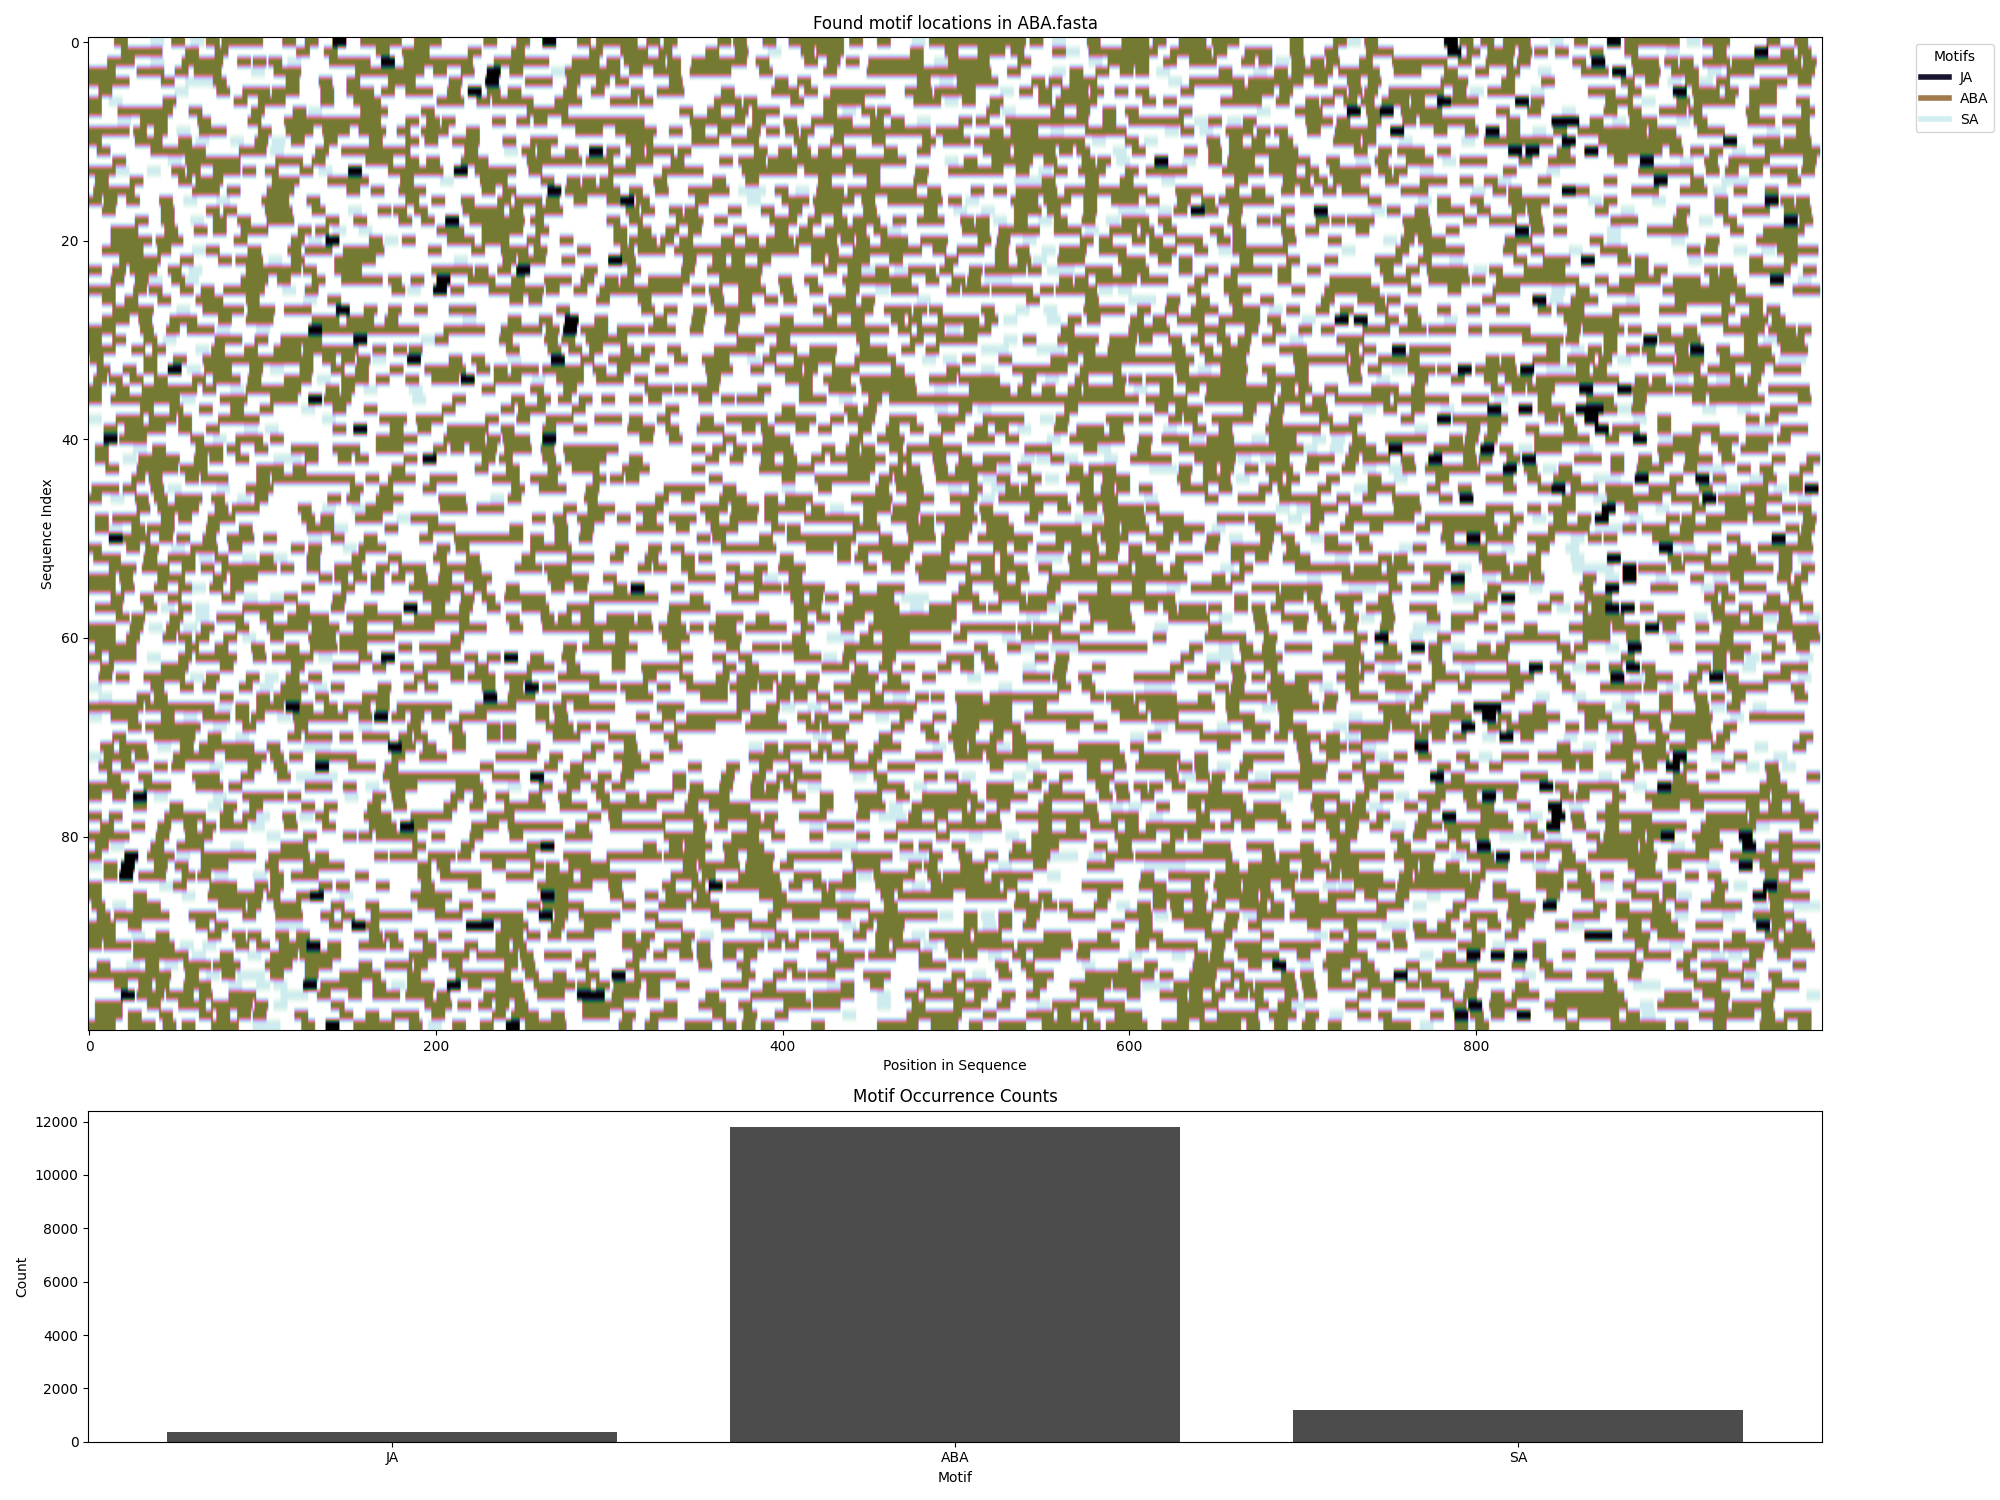 Found motif locations in ABA.fasta
0
20
40
60
80
Sequence Index
0
200
400
600
800
Position in Sequence
Motifs
JA
ABA
SA
Motif Occurrence Counts
12000
10000
8000
6000
4000
2000
0
Count
JA
ABA
SA
Motif